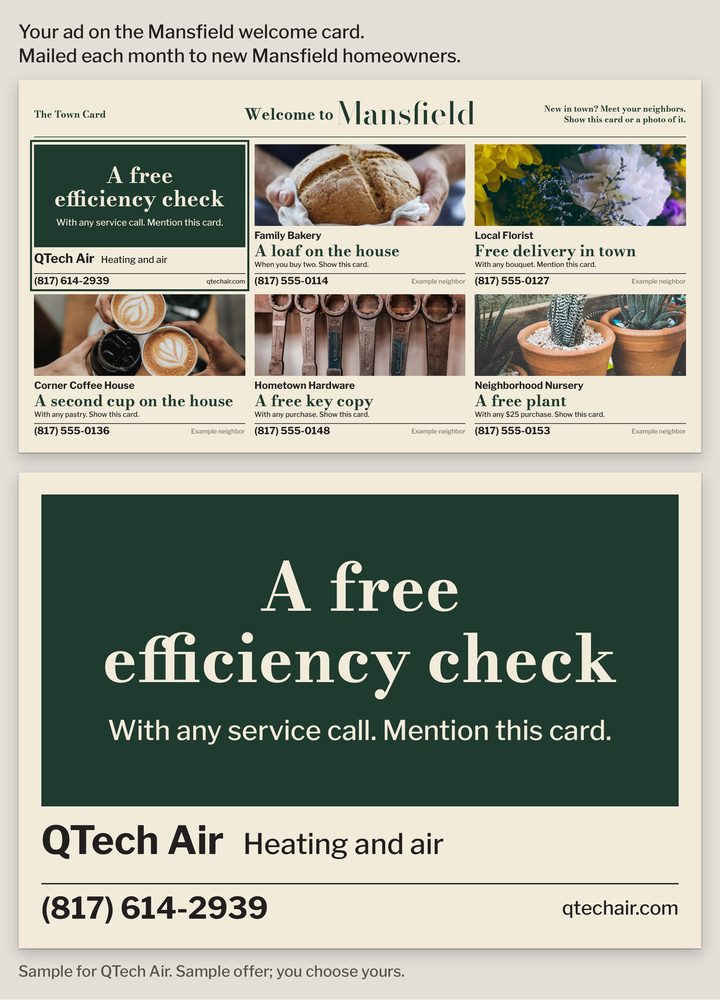 Your ad on the Mansfield welcome card.
Mailed each month to new Mansfield homeowners.
The Town Card
Welcome to Mansfield
New in town? Meet your neighbors.
Show this card or a photo of it.
A free
efficiency check
With any service call. Mention this card.
QTech Air Heating and air
(817) 614-2939 qtechair.com
Family Bakery
A loaf on the house
When you buy two. Show this card.
(817) 555-0114 Example neighbor
Local Florist
Free delivery in town
With any bouquet. Mention this card.
(817) 555-0127 Example neighbor
Corner Coffee House
A second cup on the house
With any pastry. Show this card.
(817) 555-0136 Example neighbor
Hometown Hardware
A free key copy
With any purchase. Show this card.
(817) 555-0148 Example neighbor
Neighborhood Nursery
A free plant
With any $25 purchase. Show this card.
(817) 555-0153 Example neighbor
A free
efficiency check
With any service call. Mention this card.
QTech Air Heating and air
(817) 614-2939 qtechair.com
Sample for QTech Air. Sample offer; you choose yours.